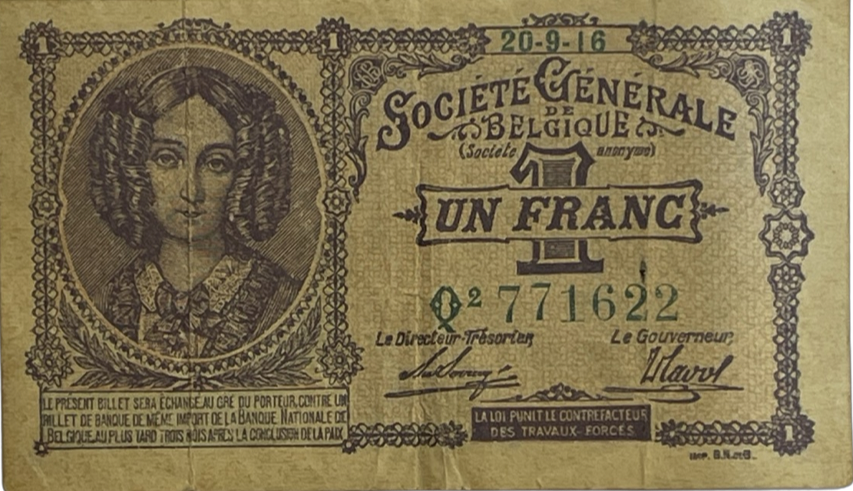 1 1 20-9-16 1
SOCIÉTÉ GÉNÉRALE
DE
BELGIQUE
(Société anonyme)
1
UN FRANC
Q² 771622
Le Directeur-Trésorier, Le Gouverneur,
LE PRÉSENT BILLET SERA ÉCHANGÉ, AU GRÉ DU PORTEUR, CONTRE UN
BILLET DE BANQUE DE MÊME IMPORT DE LA BANQUE NATIONALE DE
BELGIQUE, AU PLUS TARD TROIS MOIS APRÈS LA CONCLUSION DE LA PAIX.
LA LOI PUNIT LE CONTREFACTEUR
DES TRAVAUX FORCÉS
1
IMP. B.N. de B.